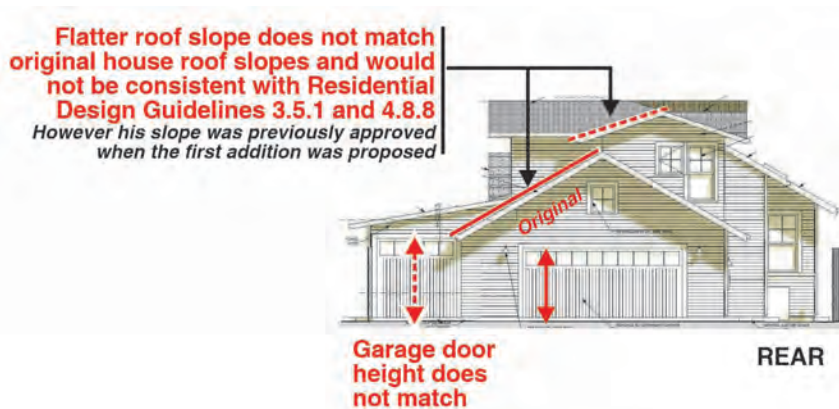 Flatter roof slope does not match
original house roof slopes and would
not be consistent with Residential
Design Guidelines 3.5.1 and 4.8.8
However his slope was previously approved
when the first addition was proposed
Original
Garage door
height does
not match
REAR